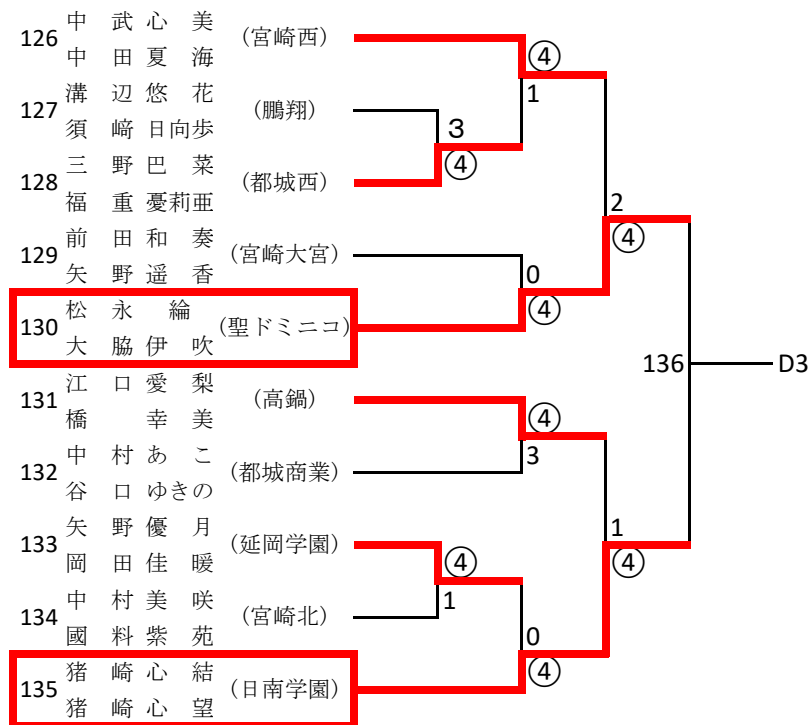 126 中武心美 (宮崎西)
中田夏海
④
1
127 溝辺悠花 (鵬翔)
須﨑日向歩
3
④
128 三野巴菜 (都城西)
福重憂莉亜
2
④
129 前田和奏 (宮崎大宮)
矢野遥香
0
④
130 松永綸 (聖ドミニコ)
大脇伊吹
136 D3
131 江口愛梨 (高鍋)
橋幸美
④
3
132 中村あこ (都城商業)
谷口ゆきの
1
④
133 矢野優月 (延岡学園)
岡田佳暖
④
1
134 中村美咲 (宮崎北)
國料紫苑
0
④
135 猪崎心結 (日南学園)
猪崎心望